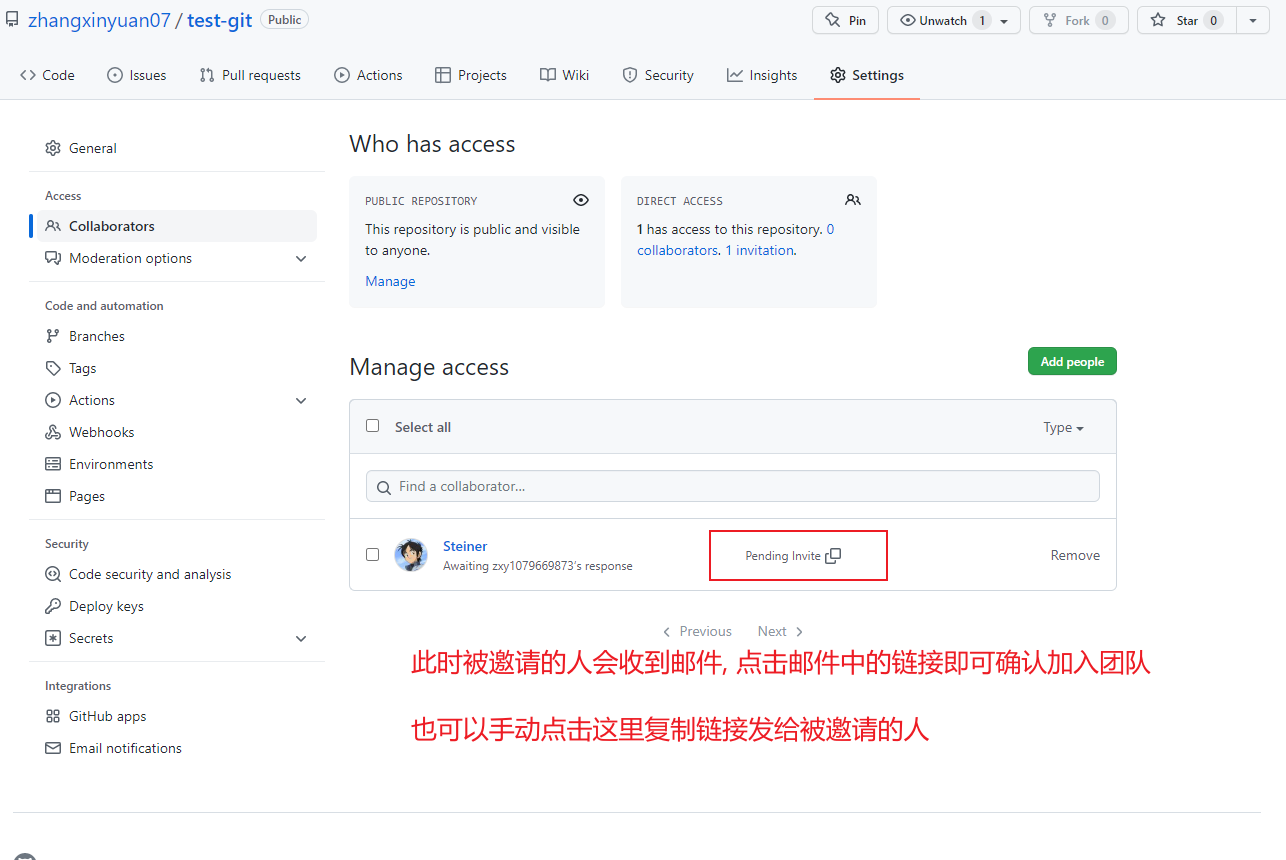 zhangxinyuan07 / test-git Public Pin Unwatch 1 Fork 0 Star 0
Code Issues Pull requests Actions Projects Wiki Security Insights Settings
General
Access
Collaborators
Moderation options
Code and automation
Branches
Tags
Actions
Webhooks
Environments
Pages
Security
Code security and analysis
Deploy keys
Secrets
Integrations
GitHub apps
Email notifications
Who has access
PUBLIC REPOSITORY
This repository is public and visible
to anyone.
Manage
DIRECT ACCESS
1 has access to this repository. 0
collaborators. 1 invitation.
Manage access
Add people
Select all Type
Find a collaborator...
Steiner
Awaiting zxy1079669873's response
Pending Invite
Remove
Previous Next
此时被邀请的人会收到邮件, 点击邮件中的链接即可确认加入团队
也可以手动点击这里复制链接发给被邀请的人